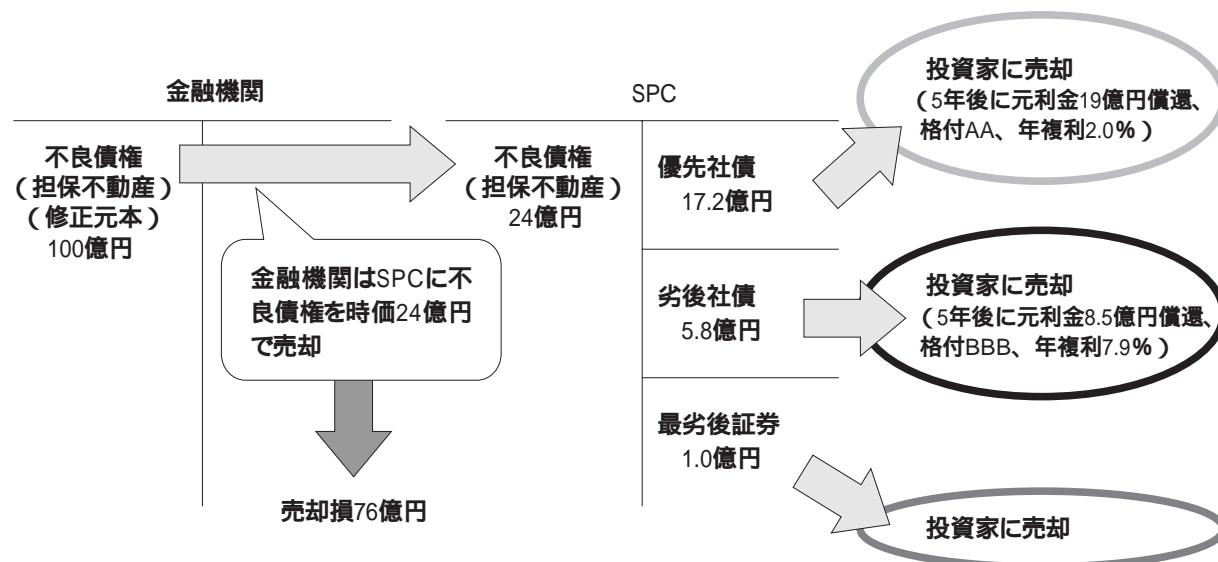 金融機関
不良債権
（担保不動産）
（修正元本）
100億円
金融機関はSPCに不
良債権を時価24億円
で売却
売却損76億円
SPC
不良債権
（担保不動産）
24億円
優先社債
17.2億円
劣後社債
5.8億円
最劣後証券
1.0億円
投資家に売却
（5年後に元利金19億円償還、
格付AA、年複利2.0％）
投資家に売却
（5年後に元利金8.5億円償還、
格付BBB、年複利7.9％）
投資家に売却